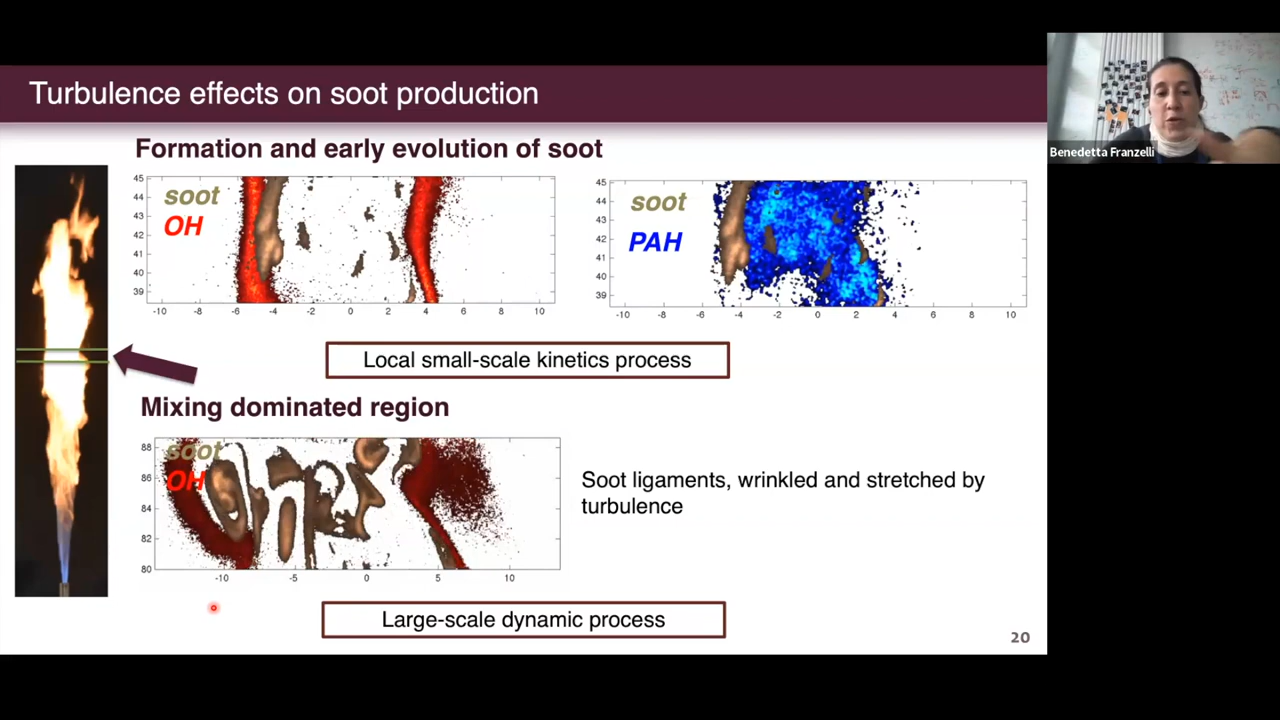 Turbulence effects on soot production
Benedetta Franzelli
Formation and early evolution of soot
45
44
43
42
41
40
39
soot
OH
-10 -8 -6 -4 -2 0 2 4 6 8 10
45
44
43
42
41
40
39
soot
PAH
-10 -8 -6 -4 -2 0 2 4 6 8 10
Local small-scale kinetics process
Mixing dominated region
88
86
84
82
80
soot
OH
-10 -5 0 5 10
Soot ligaments, wrinkled and stretched by
turbulence
Large-scale dynamic process
20